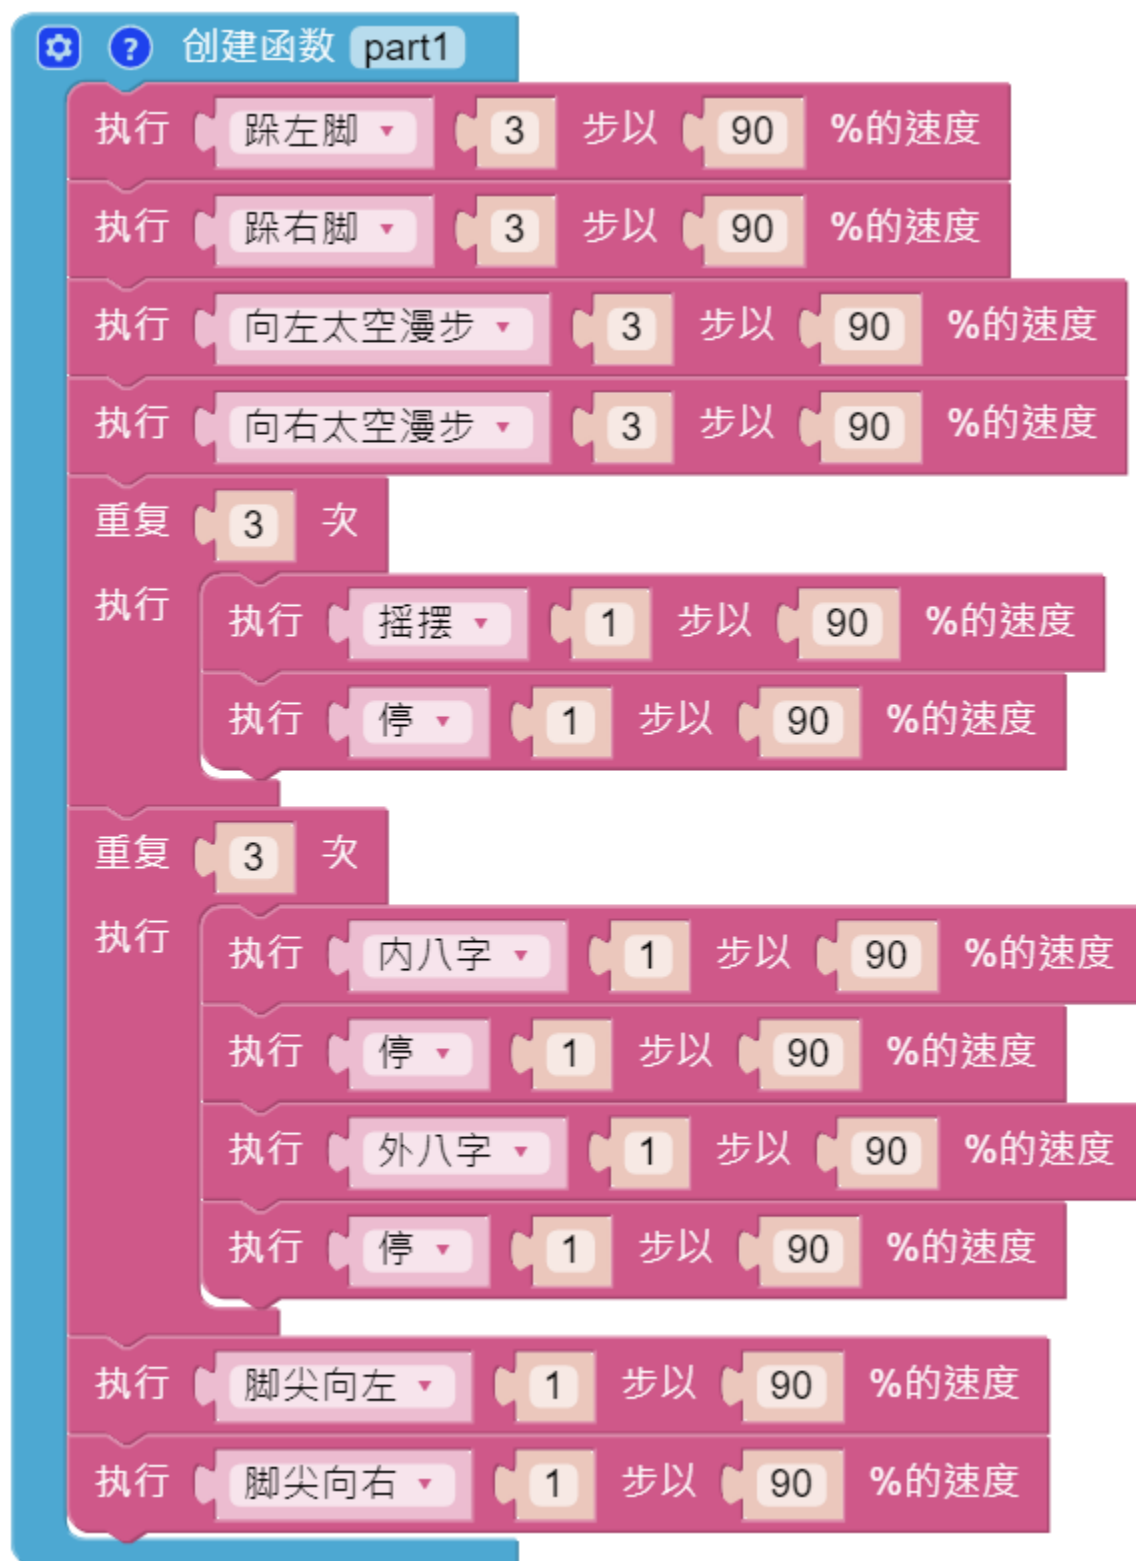 ? 创建函数 part1
执行 跺左脚 3 步以 90 %的速度
执行 跺右脚 3 步以 90 %的速度
执行 向左太空漫步 3 步以 90 %的速度
执行 向右太空漫步 3 步以 90 %的速度
重复 3 次
执行 执行 摇摆 1 步以 90 %的速度
执行 停 1 步以 90 %的速度
重复 3 次
执行 执行 内八字 1 步以 90 %的速度
执行 停 1 步以 90 %的速度
执行 外八字 1 步以 90 %的速度
执行 停 1 步以 90 %的速度
执行 脚尖向左 1 步以 90 %的速度
执行 脚尖向右 1 步以 90 %的速度